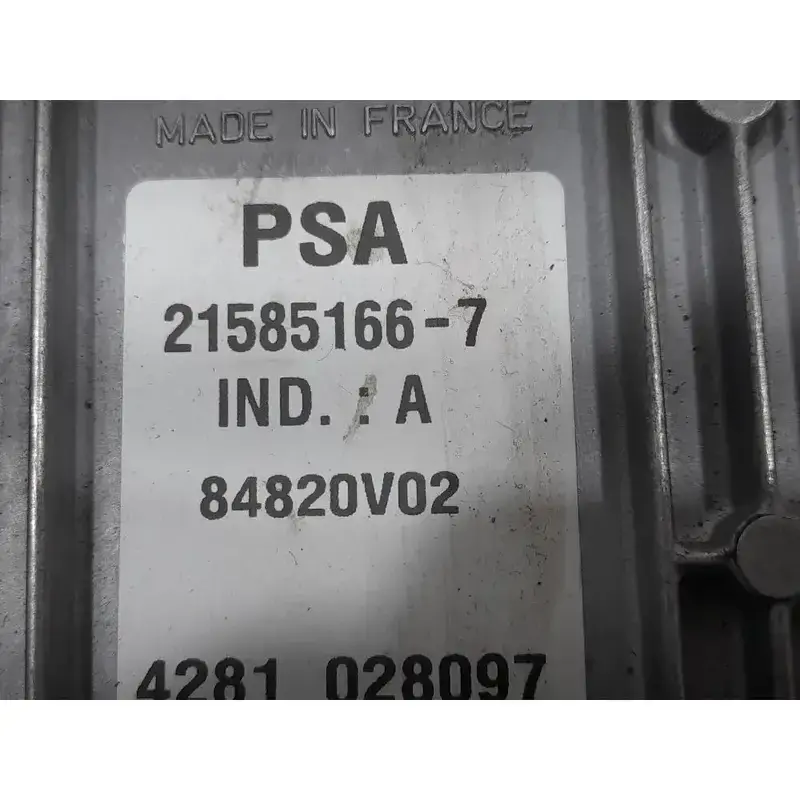 MADE IN FRANCE
PSA
21585166-7
IND. : A
84820V02
4281 028097